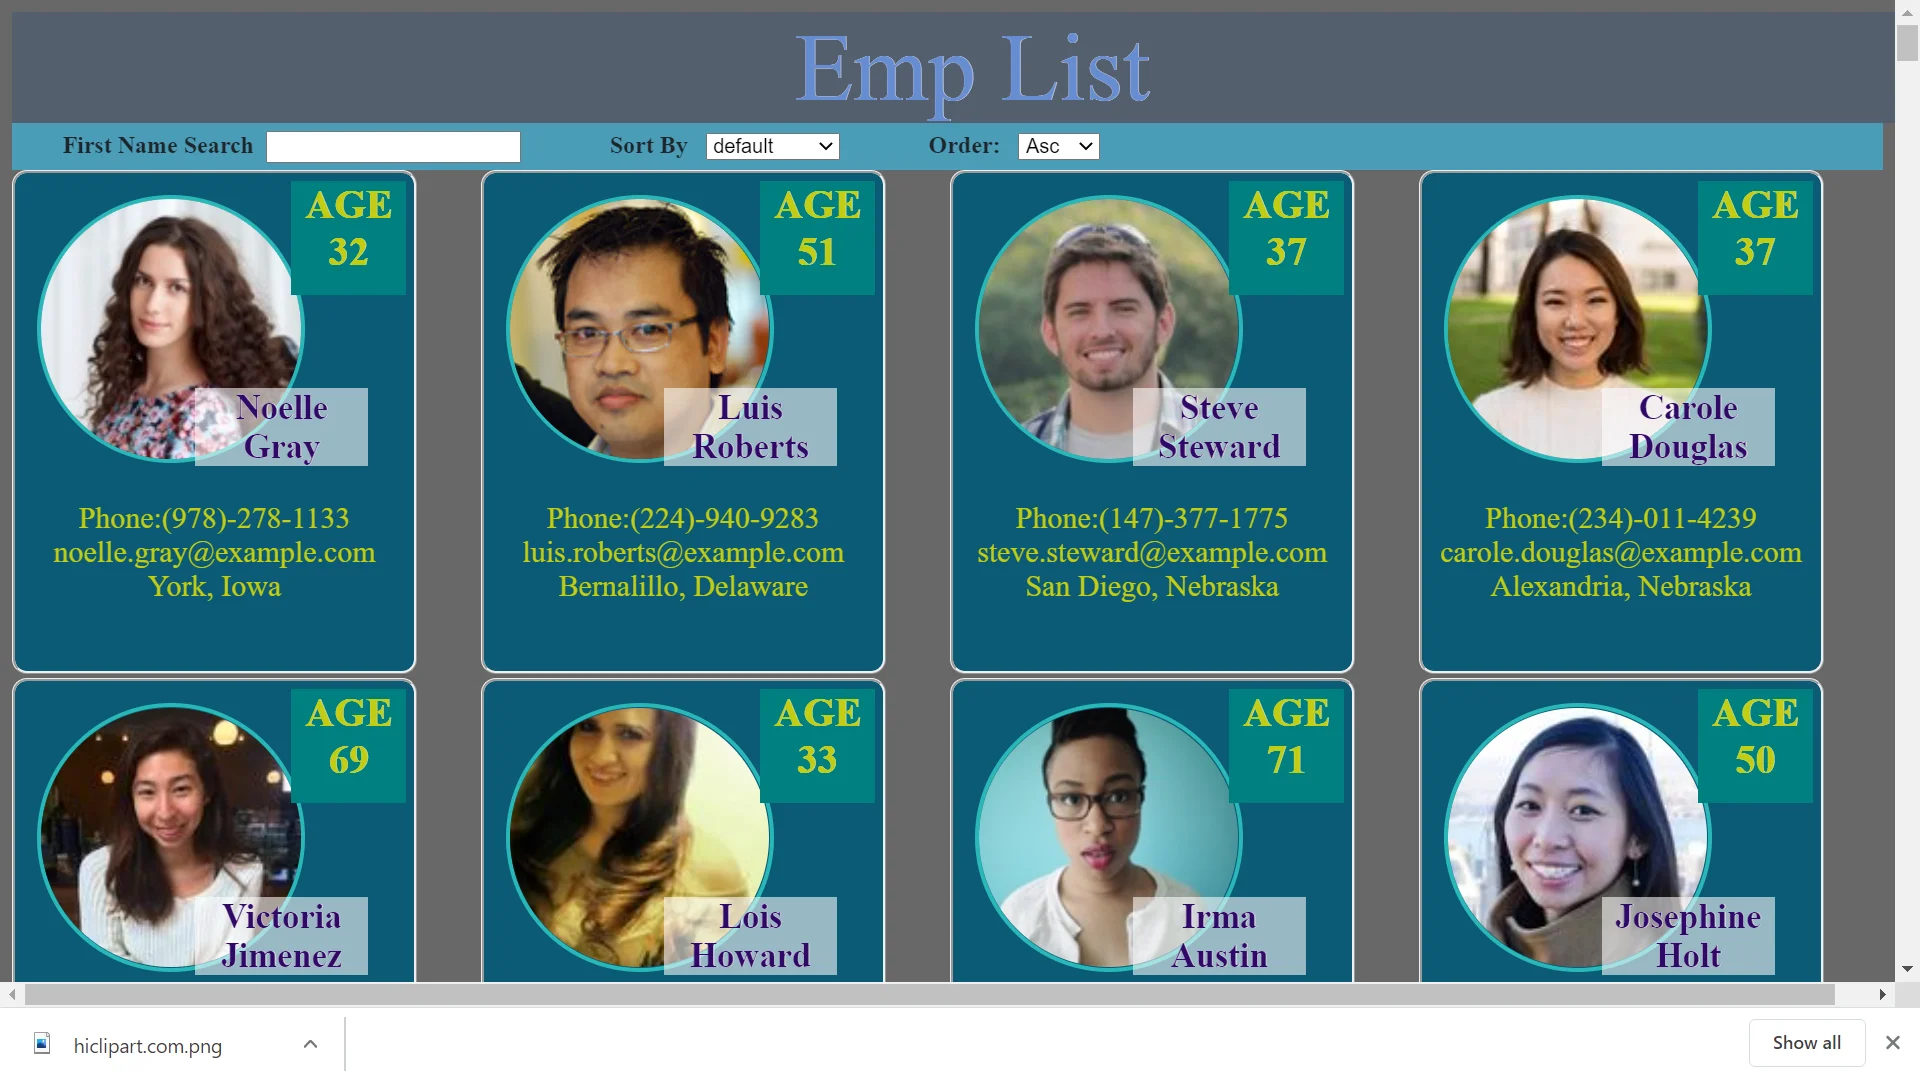 Emp List
First Name Search Sort By default Order: Asc
AGE
32
Noelle
Gray
Phone:(978)-278-1133
noelle.gray@example.com
York, Iowa
AGE
51
Luis
Roberts
Phone:(224)-940-9283
luis.roberts@example.com
Bernalillo, Delaware
AGE
37
Steve
Steward
Phone:(147)-377-1775
steve.steward@example.com
San Diego, Nebraska
AGE
37
Carole
Douglas
Phone:(234)-011-4239
carole.douglas@example.com
Alexandria, Nebraska
AGE
69
Victoria
Jimenez
AGE
33
Lois
Howard
AGE
71
Irma
Austin
AGE
50
Josephine
Holt
hiclipart.com.png
Show all